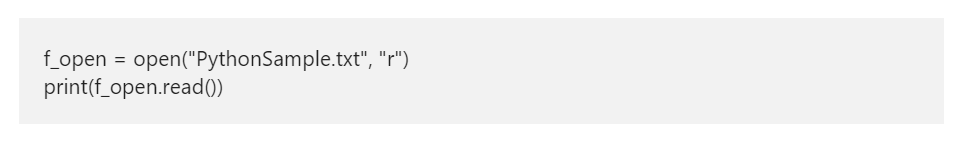 f_open = open("PythonSample.txt", "r")
print(f_open.read())